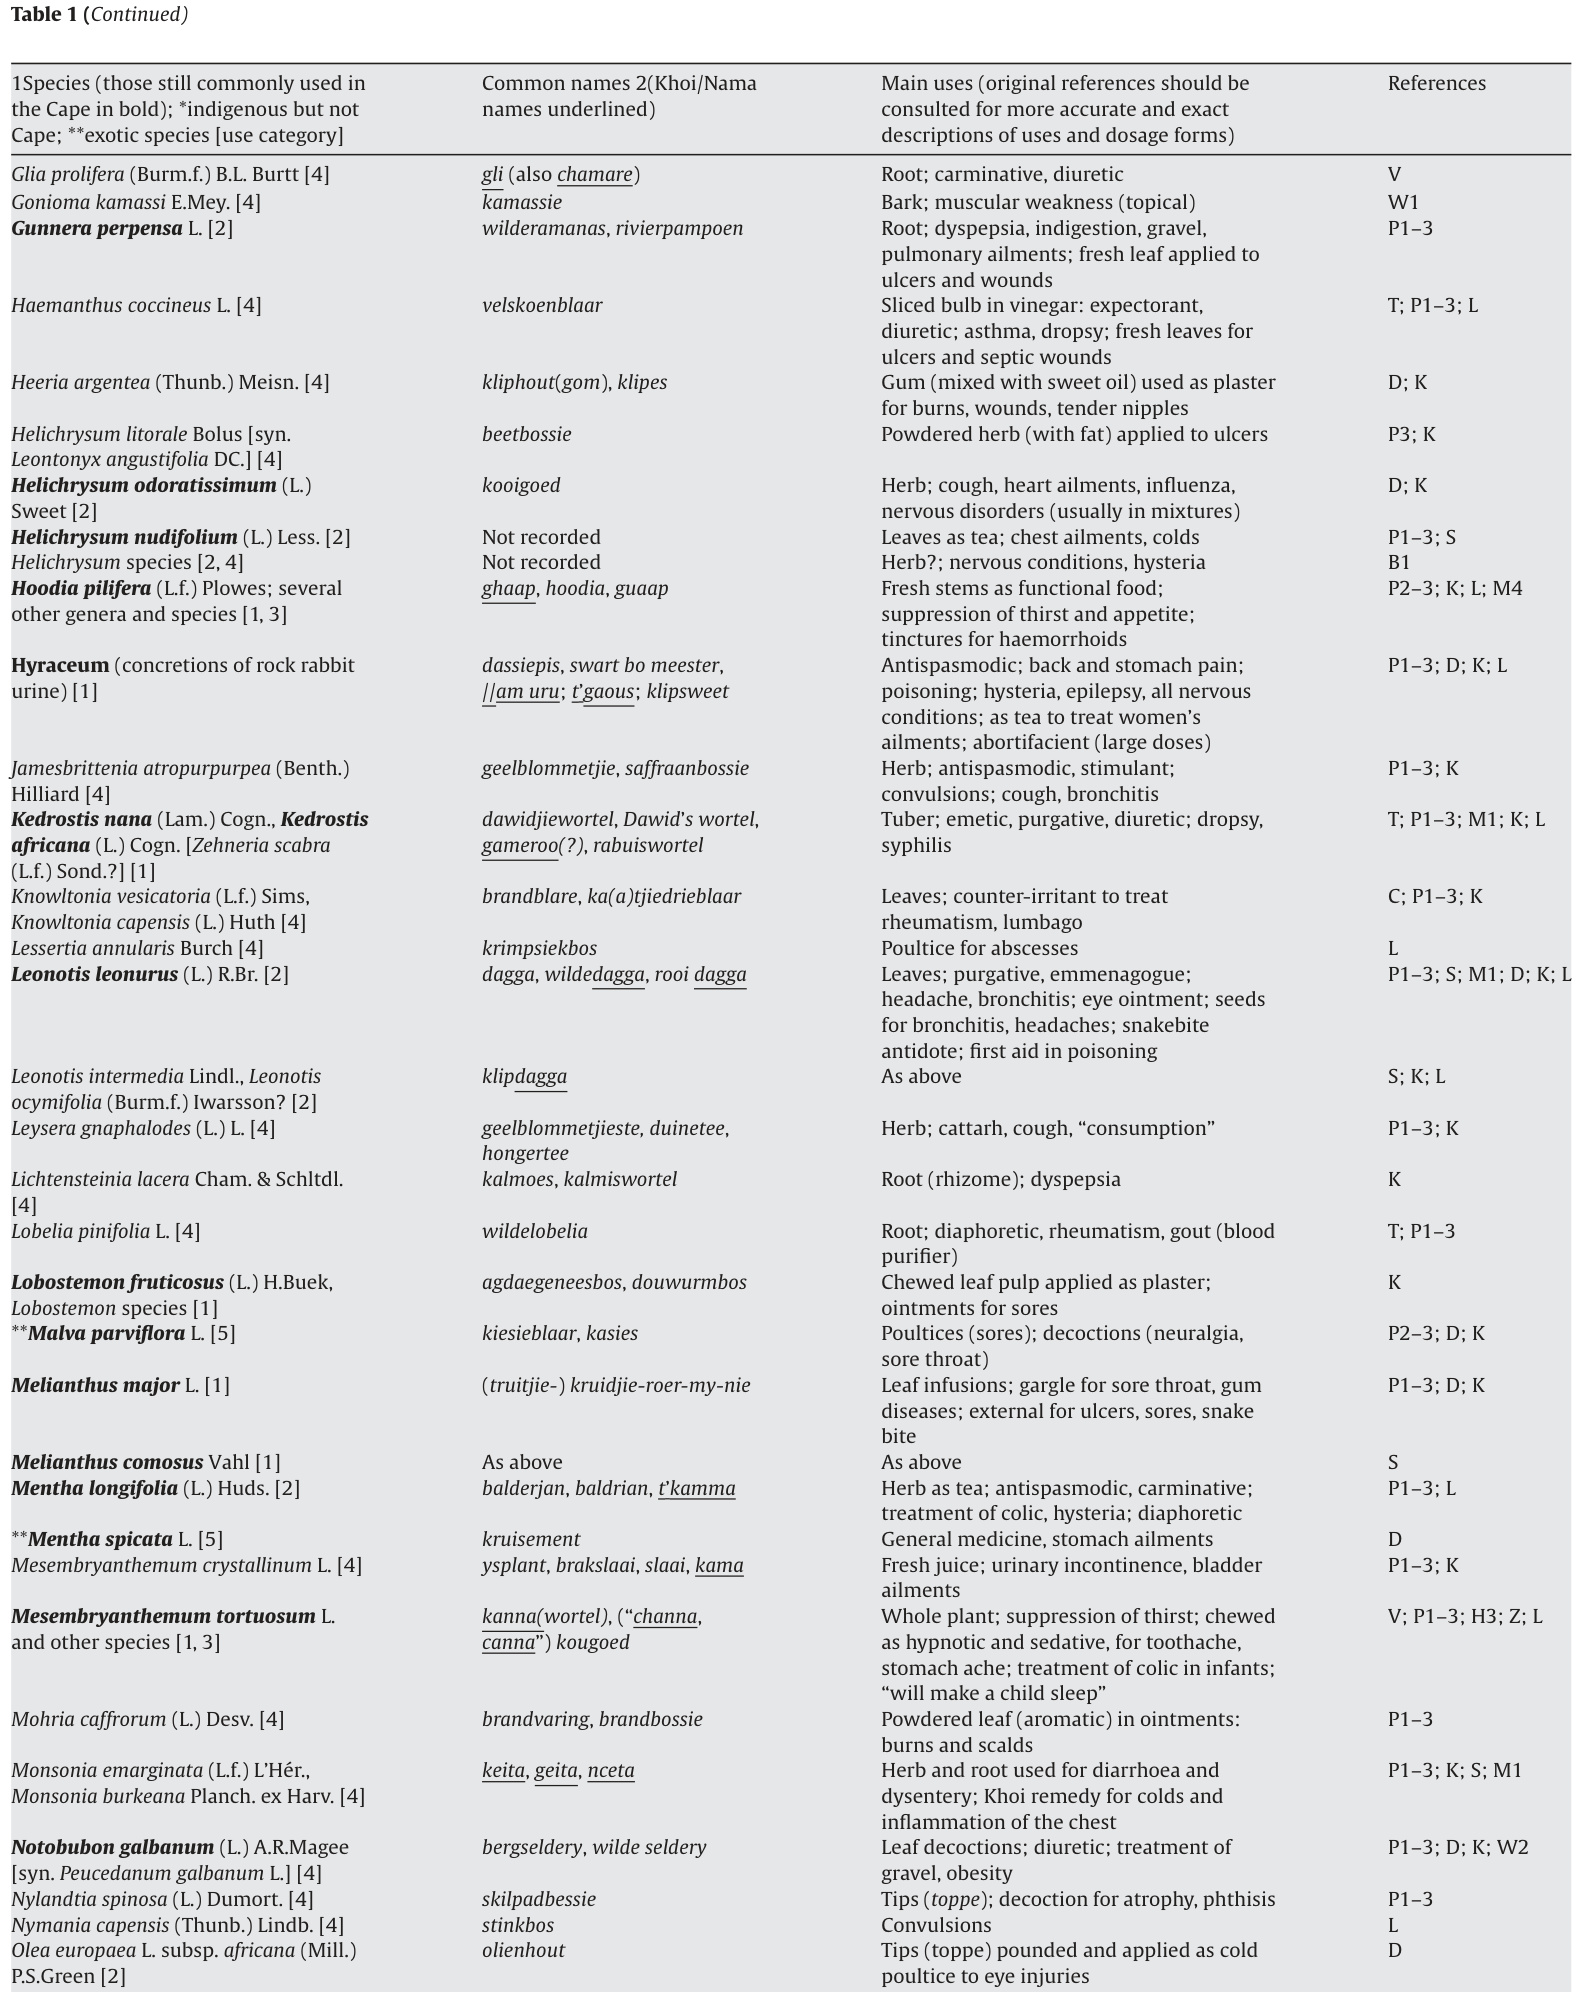 Table 1 (Continued)
1Species (those still commonly used in
the Cape in bold); *indigenous but not
Cape; **exotic species [use category]
Common names 2(Khoi/Nama
names underlined)
Main uses (original references should be
consulted for more accurate and exact
descriptions of uses and dosage forms)
References
Glia prolifera (Burm.f.) B.L. Burtt [4]
gli (also chamare)
Root; carminative, diuretic
V
Gonioma kamassi E.Mey. [4]
kamassie
Bark; muscular weakness (topical)
W1
Gunnera perpensa L. [2]
wilderamanas, rivierpampoen
Root; dyspepsia, indigestion, gravel,
pulmonary ailments; fresh leaf applied to
ulcers and wounds
P1–3
Haemanthus coccineus L. [4]
velskoenblaar
Sliced bulb in vinegar: expectorant,
diuretic; asthma, dropsy; fresh leaves for
ulcers and septic wounds
T; P1–3; L
Heeria argentea (Thunb.) Meisn. [4]
kliphout(gom), klipes
Gum (mixed with sweet oil) used as plaster
for burns, wounds, tender nipples
D; K
Helichrysum litorale Bolus [syn.
Leontonyx angustifolia DC.] [4]
beetbossie
Powdered herb (with fat) applied to ulcers
P3; K
Helichrysum odoratissimum (L.)
Sweet [2]
kooigoed
Herb; cough, heart ailments, influenza,
nervous disorders (usually in mixtures)
D; K
Helichrysum nudifolium (L.) Less. [2]
Not recorded
Leaves as tea; chest ailments, colds
P1–3; S
Helichrysum species [2, 4]
Not recorded
Herb?; nervous conditions, hysteria
B1
Hoodia pilifera (L.f.) Plowes; several
other genera and species [1, 3]
ghaap, hoodia, guaap
Fresh stems as functional food;
suppression of thirst and appetite;
tinctures for haemorrhoids
P2–3; K; L; M4
Hyraceum (concretions of rock rabbit
urine) [1]
dassiepis, swart bo meester,
//am uru; t’gaous; klipsweet
Antispasmodic; back and stomach pain;
poisoning; hysteria, epilepsy, all nervous
conditions; as tea to treat women’s
ailments; abortifacient (large doses)
P1–3; D; K; L
Jamesbrittenia atropurpurpea (Benth.)
Hilliard [4]
geelblommetjie, saffraanbossie
Herb; antispasmodic, stimulant;
convulsions; cough, bronchitis
P1–3; K
Kedrostis nana (Lam.) Cogn., Kedrostis
africana (L.) Cogn. [Zehneria scabra
(L.f.) Sond.?] [1]
dawidjiewortel, Dawid’s wortel,
gameroo(?), rabuiswortel
Tuber; emetic, purgative, diuretic; dropsy,
syphilis
T; P1–3; M1; K; L
Knowltonia vesicatoria (L.f.) Sims,
Knowltonia capensis (L.) Huth [4]
brandblare, ka(a)tjiedrieblaar
Leaves; counter-irritant to treat
rheumatism, lumbago
C; P1–3; K
Lessertia annularis Burch [4]
krimpsiekbos
Poultice for abscesses
L
Leonotis leonurus (L.) R.Br. [2]
dagga, wildedagga, rooi dagga
Leaves; purgative, emmenagogue;
headache, bronchitis; eye ointment; seeds
for bronchitis, headaches; snakebite
antidote; first aid in poisoning
P1–3; S; M1; D; K; L
Leonotis intermedia Lindl., Leonotis
ocymifolia (Burm.f.) Iwarsson? [2]
klipdagga
As above
S; K; L
Leysera gnaphalodes (L.) L. [4]
geelblommetjieste, duinetee,
hongertee
Herb; cattarh, cough, “consumption”
P1–3; K
Lichtensteinia lacera Cham. & Schltdl.
[4]
kalmoes, kalmiswortel
Root (rhizome); dyspepsia
K
Lobelia pinifolia L. [4]
wildelobelia
Root; diaphoretic, rheumatism, gout (blood
purifier)
T; P1–3
Lobostemon fruticosus (L.) H.Buek,
Lobostemon species [1]
agdaegeneesbos, douwurmbos
Chewed leaf pulp applied as plaster;
ointments for sores
K
**Malva parviflora L. [5]
kiesieblaar, kasies
Poultices (sores); decoctions (neuralgia,
sore throat)
P2–3; D; K
Melianthus major L. [1]
(truitjie-) kruidjie-roer-my-nie
Leaf infusions; gargle for sore throat, gum
diseases; external for ulcers, sores, snake
bite
P1–3; D; K
Melianthus comosus Vahl [1]
As above
As above
S
Mentha longifolia (L.) Huds. [2]
balderjan, baldrian, t’kamma
Herb as tea; antispasmodic, carminative;
treatment of colic, hysteria; diaphoretic
P1–3; L
**Mentha spicata L. [5]
kruisement
General medicine, stomach ailments
D
Mesembryanthemum crystallinum L. [4]
ysplant, brakslaai, slaai, kama
Fresh juice; urinary incontinence, bladder
ailments
P1–3; K
Mesembryanthemum tortuosum L.
and other species [1, 3]
kanna(wortel), (“channa,
canna”) kougoed
Whole plant; suppression of thirst; chewed
as hypnotic and sedative, for toothache,
stomach ache; treatment of colic in infants;
“will make a child sleep”
V; P1–3; H3; Z; L
Mohria caffrorum (L.) Desv. [4]
brandvaring, brandbossie
Powdered leaf (aromatic) in ointments:
burns and scalds
P1–3
Monsonia emarginata (L.f.) L’Hér.,
Monsonia burkeana Planch. ex Harv. [4]
keita, geita, nceta
Herb and root used for diarrhoea and
dysentery; Khoi remedy for colds and
inflammation of the chest
P1–3; K; S; M1
Notobubon galbanum (L.) A.R.Magee
[syn. Peucedanum galbanum L.] [4]
bergseldery, wilde seldery
Leaf decoctions; diuretic; treatment of
gravel, obesity
P1–3; D; K; W2
Nylandtia spinosa (L.) Dumort. [4]
skilpadbessie
Tips (toppe); decoction for atrophy, phthisis
P1–3
Nymania capensis (Thunb.) Lindb. [4]
stinkbos
Convulsions
L
Olea europaea L. subsp. africana (Mill.)
P.S.Green [2]
olienhout
Tips (toppe) pounded and applied as cold
poultice to eye injuries
D